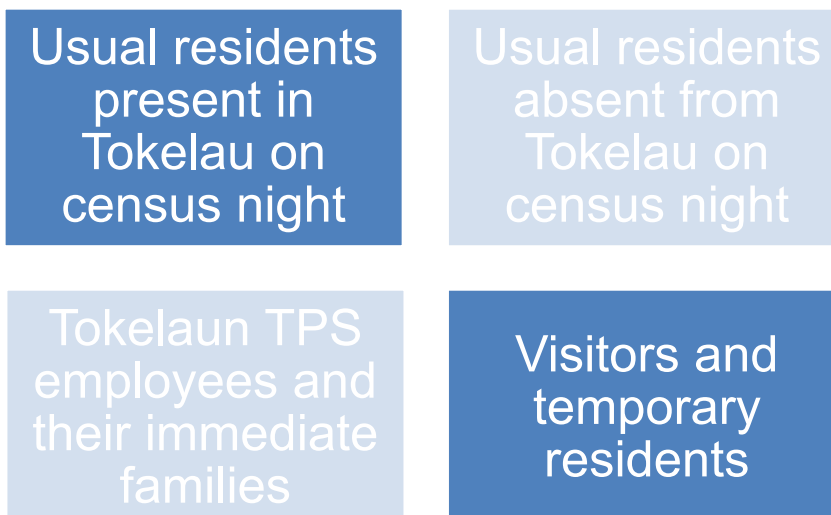 Usual residents
present in
Tokelau on
census night
Usual residents
absent from
Tokelau on
census night
Tokelaun TPS
employees and
their immediate
families
Visitors and
temporary
residents